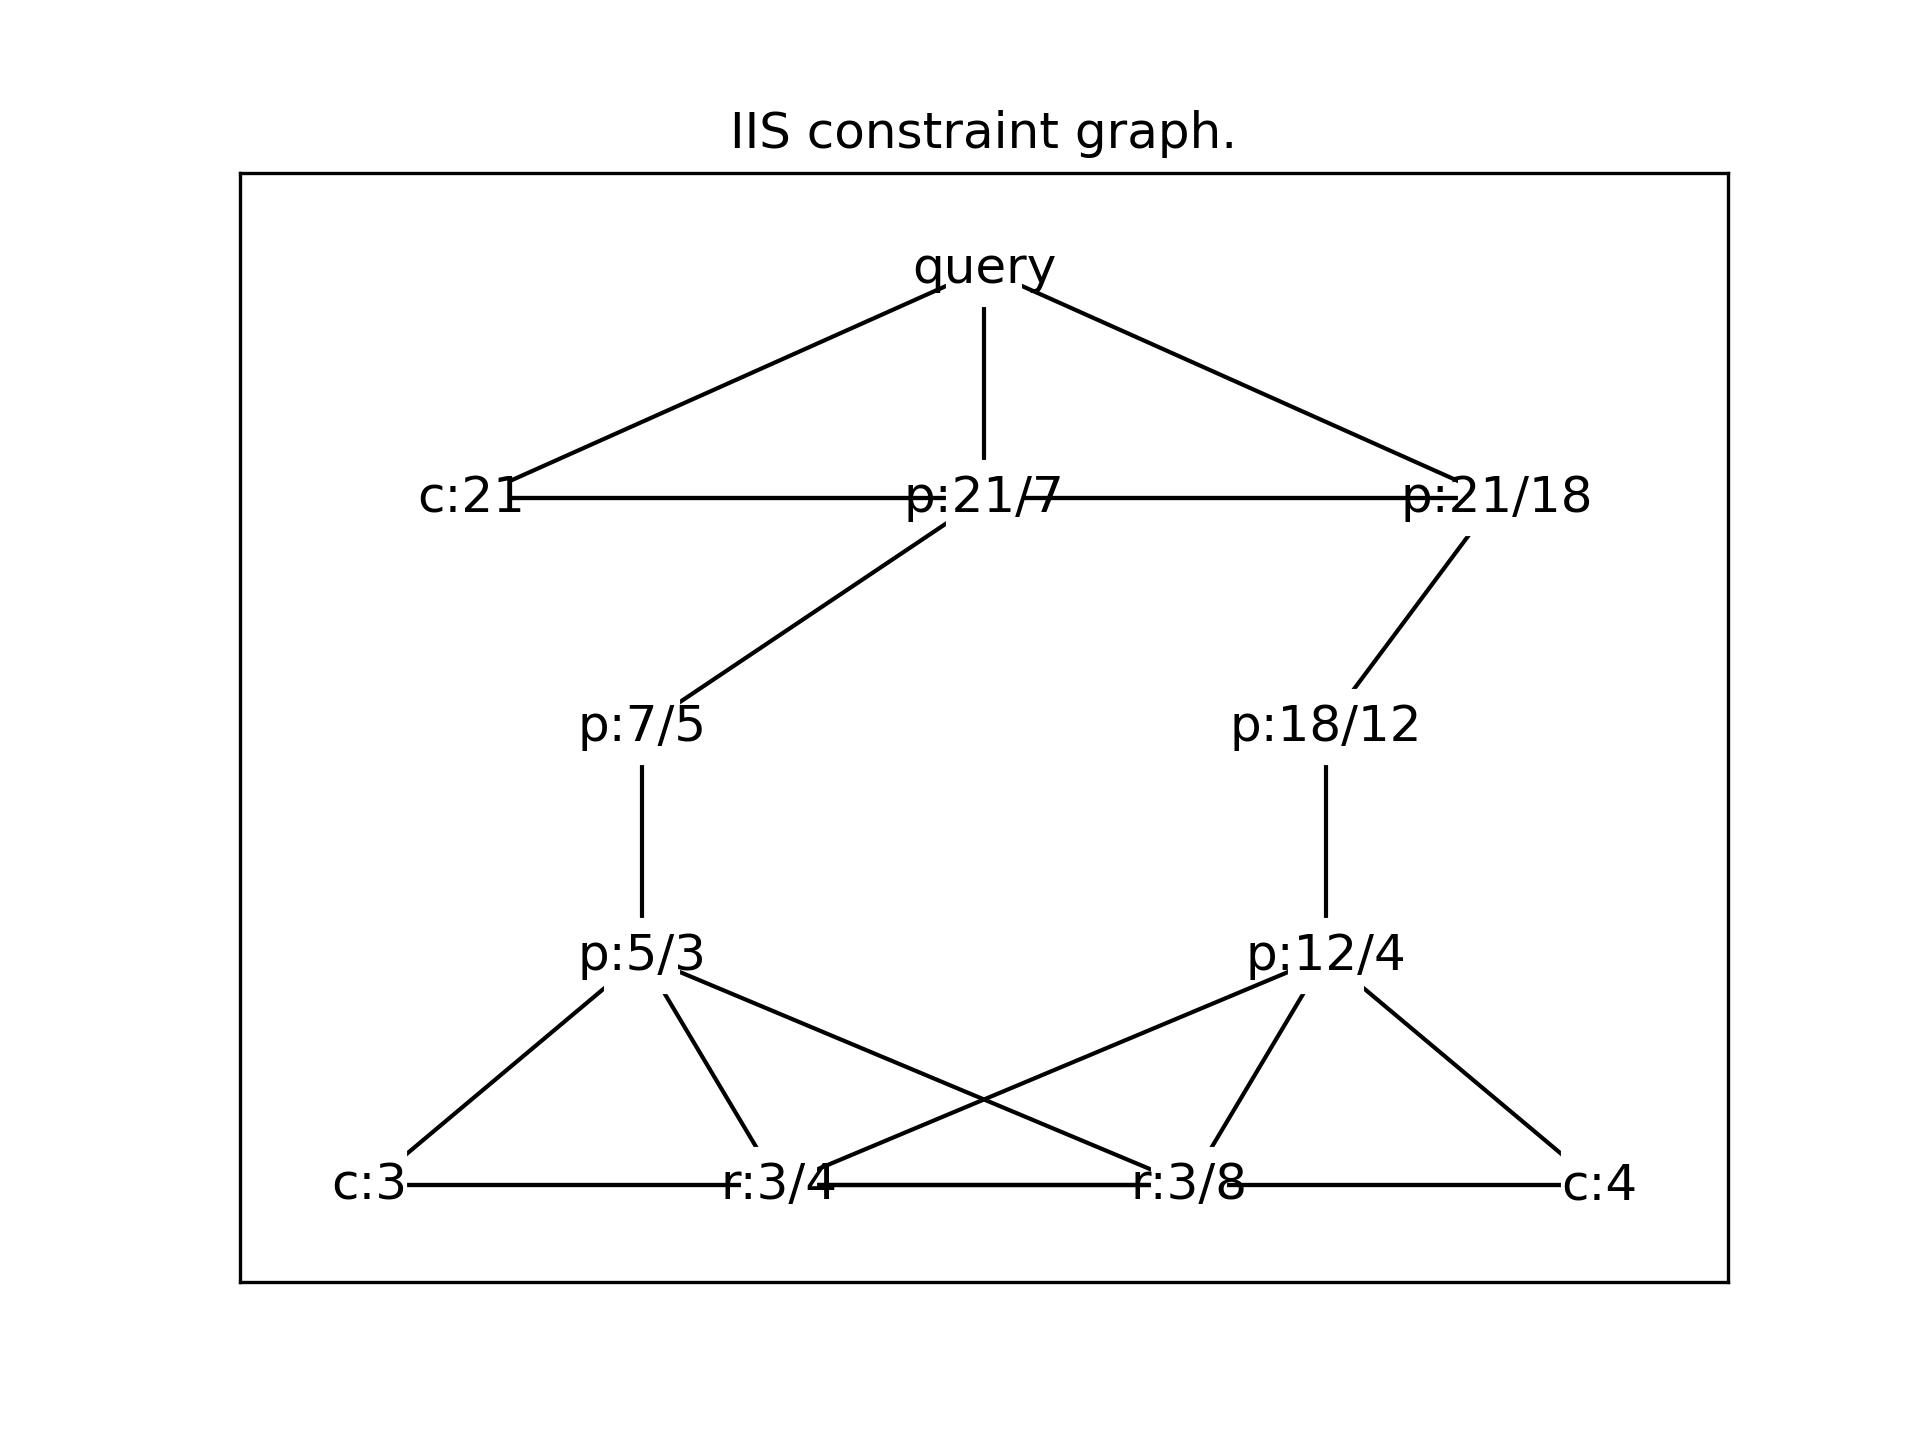 IIS constraint graph.
query
c:21 p:21/7 p:21/18
p:7/5 p:18/12
p:5/3 p:12/4
c:3 r:3/4 r:3/8 c:4